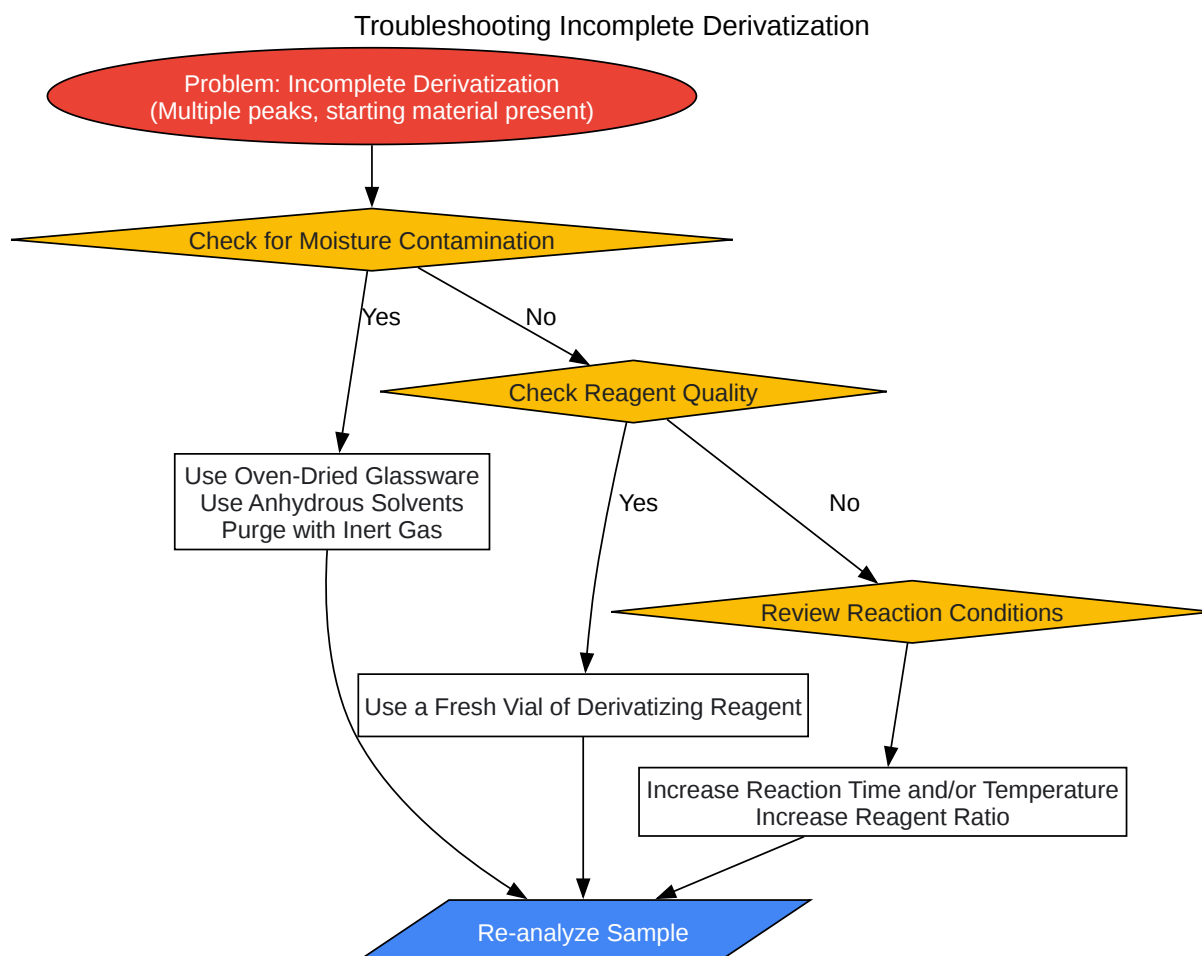 Troubleshooting Incomplete Derivatization
Problem: Incomplete Derivatization
(Multiple peaks, starting material present)
Check for Moisture Contamination
Yes
No
Check Reagent Quality
Use Oven-Dried Glassware
Use Anhydrous Solvents
Purge with Inert Gas
Yes
No
Review Reaction Conditions
Use a Fresh Vial of Derivatizing Reagent
Increase Reaction Time and/or Temperature
Increase Reagent Ratio
Re-analyze Sample